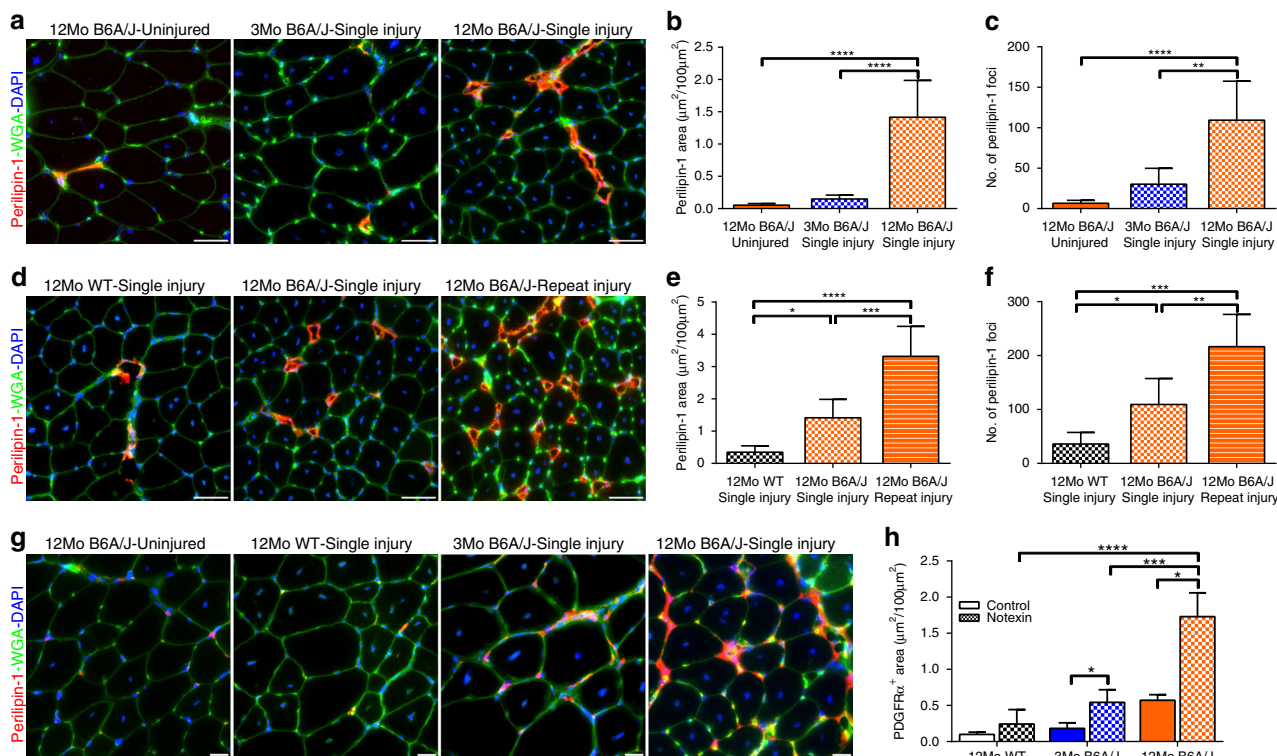 a
12Mo B6A/J-Uninjured
3Mo B6A/J-Single injury
12Mo B6A/J-Single injury
Perilipin-1-WGA-DAPI
b
Perilipin-1 area (μm²/100μm²)
2.5
2.0
1.5
1.0
0.5
0.0
****
****
12Mo B6A/J
Uninjured
3Mo B6A/J
Single injury
12Mo B6A/J
Single injury
c
No. of perilipin-1 foci
200
150
100
50
0
****
**
12Mo B6A/J
Uninjured
3Mo B6A/J
Single injury
12Mo B6A/J
Single injury
d
12Mo WT-Single injury
12Mo B6A/J-Single injury
12Mo B6A/J-Repeat injury
Perilipin-1-WGA-DAPI
e
Perilipin-1 area (μm²/100μm²)
5
4
3
2
1
0
****
*
***
12Mo WT
Single injury
12Mo B6A/J
Single injury
12Mo B6A/J
Repeat injury
f
No. of perilipin-1 foci
300
200
100
0
***
*
**
12Mo WT
Single injury
12Mo B6A/J
Single injury
12Mo B6A/J
Repeat injury
g
12Mo B6A/J-Uninjured
12Mo WT-Single injury
3Mo B6A/J-Single injury
12Mo B6A/J-Single injury
Perilipin-1-WGA-DAPI
h
PDGFRα⁺ area (μm²/100μm²)
2.5
2.0
1.5
1.0
0.5
0.0
Control
Notexin
****
***
*
*
12Mo WT
3Mo B6A/J
12Mo B6A/J